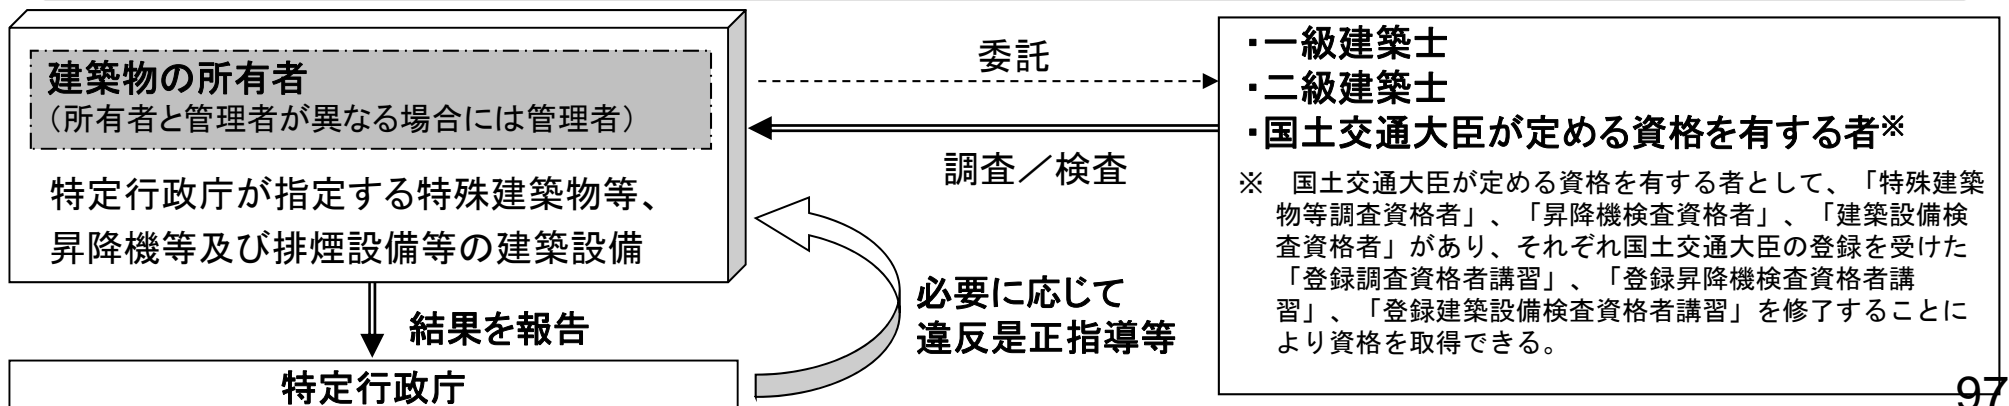 建築物の所有者
（所有者と管理者が異なる場合には管理者）
特定行政庁が指定する特殊建築物等、
昇降機等及び排煙設備等の建築設備
委託
調査／検査
・一級建築士
・二級建築士
・国土交通大臣が定める資格を有する者※
※　国土交通大臣が定める資格を有する者として、「特殊建築
物等調査資格者」、「昇降機検査資格者」、「建築設備検
査資格者」があり、それぞれ国土交通大臣の登録を受けた
「登録調査資格者講習」、「登録昇降機検査資格者講
習」、「登録建築設備検査資格者講習」を修了することに
より資格を取得できる。
必要に応じて
違反是正指導等
結果を報告
特定行政庁
97